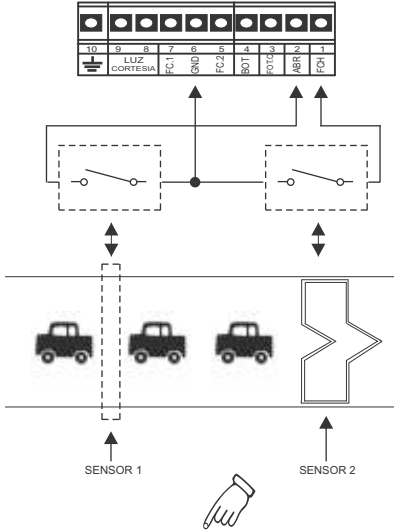 10 9 8 7 6 5 4 3 2 1
LUZ CORTESIA
FC.1
GND
FC.2
BOT
FOT.C
ABR
FCH
SENSOR 1
SENSOR 2